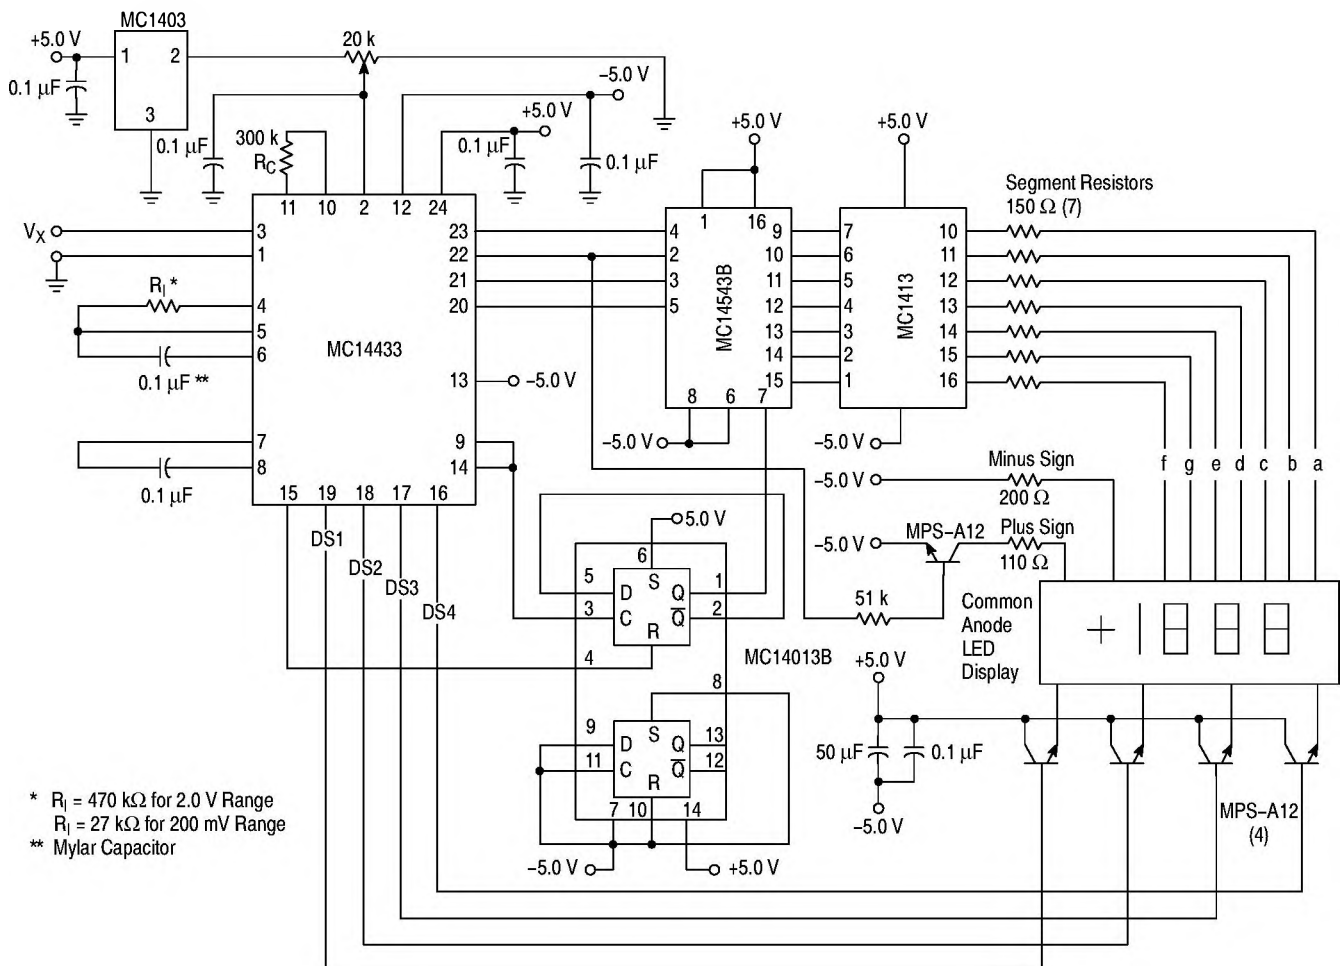 MC1403
+5.0 V
1
2
3
0.1 µF
20 k
−5.0 V
+5.0 V
300 k
R_C
0.1 µF
0.1 µF
0.1 µF
11 10 2 12 24
V_X
3
1
4
5
6
7
8
R_I *
0.1 µF **
0.1 µF
MC14433
23
22
21
20
13
−5.0 V
9
14
15 19 18 17 16
DS1
DS2
DS3
DS4
+5.0 V
1 16
4
2
3
5
MC14543B
9
10
11
12
13
14
15
8 6 7
−5.0 V
+5.0 V
7
6
5
4
3
2
1
MC1413
10
11
12
13
14
15
16
−5.0 V
Segment Resistors
150 Ω (7)
f g e d c b a
Minus Sign
−5.0 V
200 Ω
MPS−A12
Plus Sign
−5.0 V
110 Ω
51 k
Common
Anode
LED
Display
5.0 V
6
5 D S Q 1
3 C Q 2
R
4
MC14013B
8
9 D S Q 13
11 C Q 12
R
7 10 14
−5.0 V
+5.0 V
+5.0 V
50 µF
0.1 µF
−5.0 V
MPS−A12
(4)
* R_I = 470 kΩ for 2.0 V Range
R_I = 27 kΩ for 200 mV Range
** Mylar Capacitor